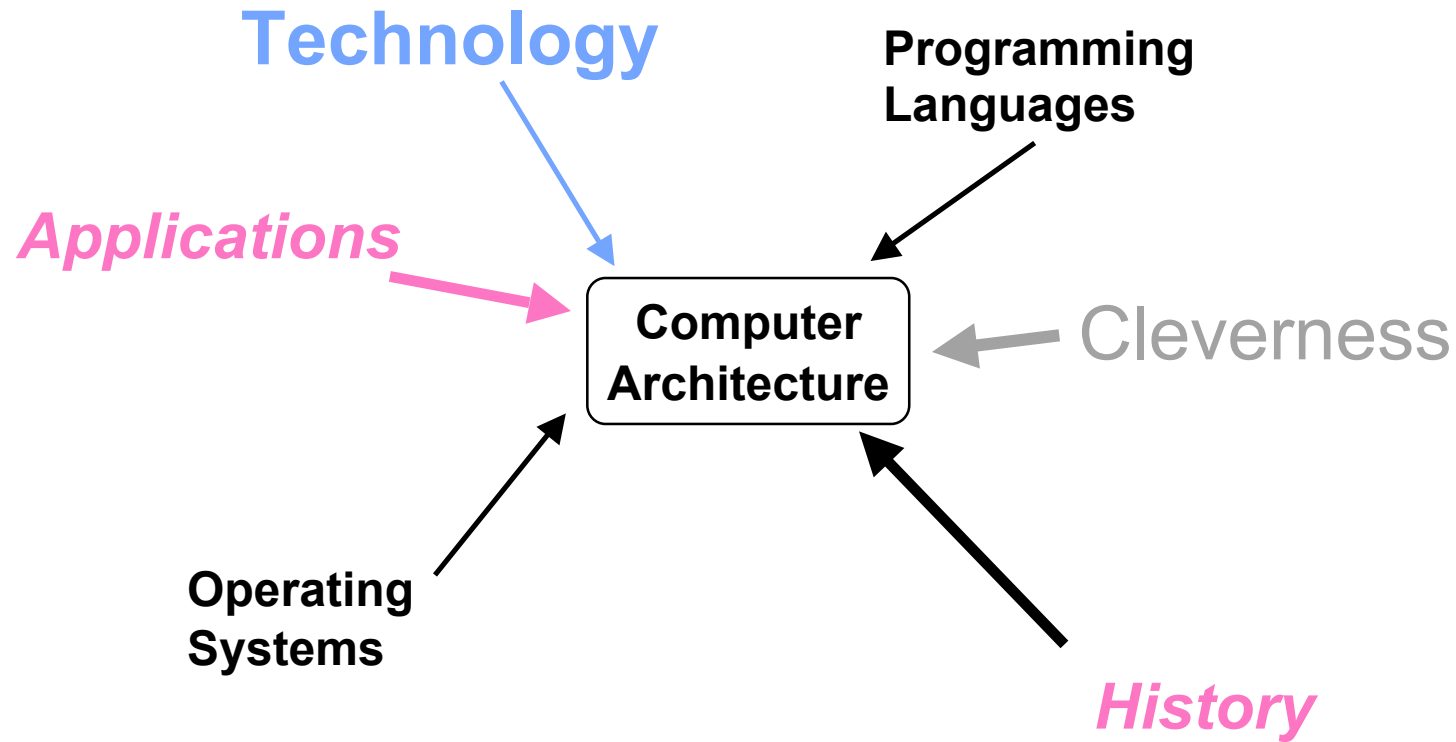 Technology
Programming
Languages
Applications
Computer
Architecture
Cleverness
Operating
Systems
History